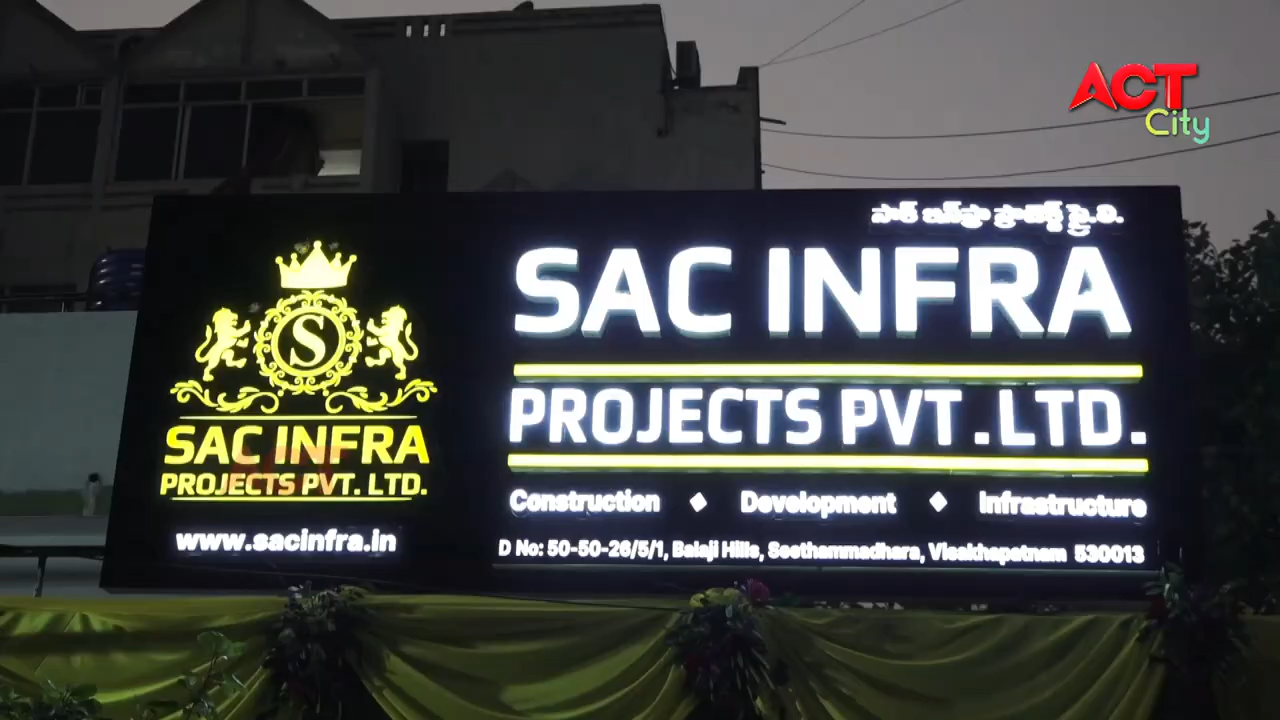 ACT
City
సాక్ ఇన్‌ఫ్రా ప్రాజెక్ట్స్ ప్రై.లి.
SAC INFRA
PROJECTS PVT .LTD.
Construction ◆ Development ◆ Infrastructure
D No: 50-50-26/5/1, Balaji Hills, Seethammadhara, Visakhapatnam 530013
S
SAC INFRA
PROJECTS PVT. LTD.
www.sacinfra.in